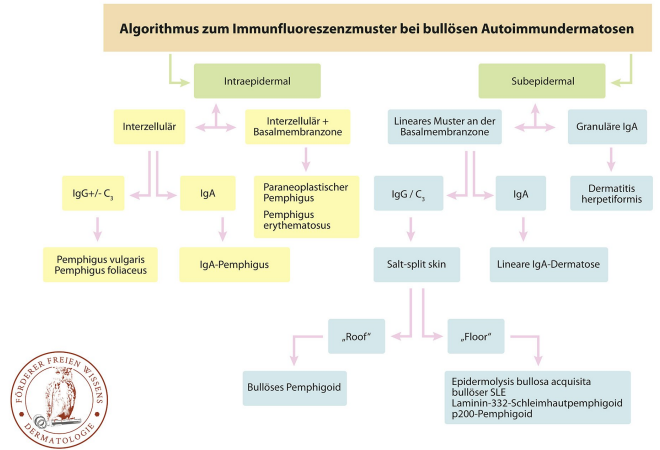 Algorithmus zum Immunfluoreszenzmuster bei bullösen Autoimmundermatosen
Intraepidermal
Subepidermal
Interzellulär
Interzellulär +
Basalmembranzone
Lineares Muster an der
Basalmembranzone
Granuläre IgA
IgG+/- C₃
IgA
Paraneoplastischer
Pemphigus
Pemphigus
erythematosus
IgG / C₃
IgA
Dermatitis
herpetiformis
Pemphigus vulgaris
Pemphigus foliaceus
IgA-Pemphigus
Salt-split skin
Lineare IgA-Dermatose
„Roof“
„Floor“
Bullöses Pemphigoid
Epidermolysis bullosa acquisita
bullöser SLE
Laminin-332-Schleimhautpemphigoid
p200-Pemphigoid
FÖRDERER FREIEN WISSENS
DERMATOLOGIE